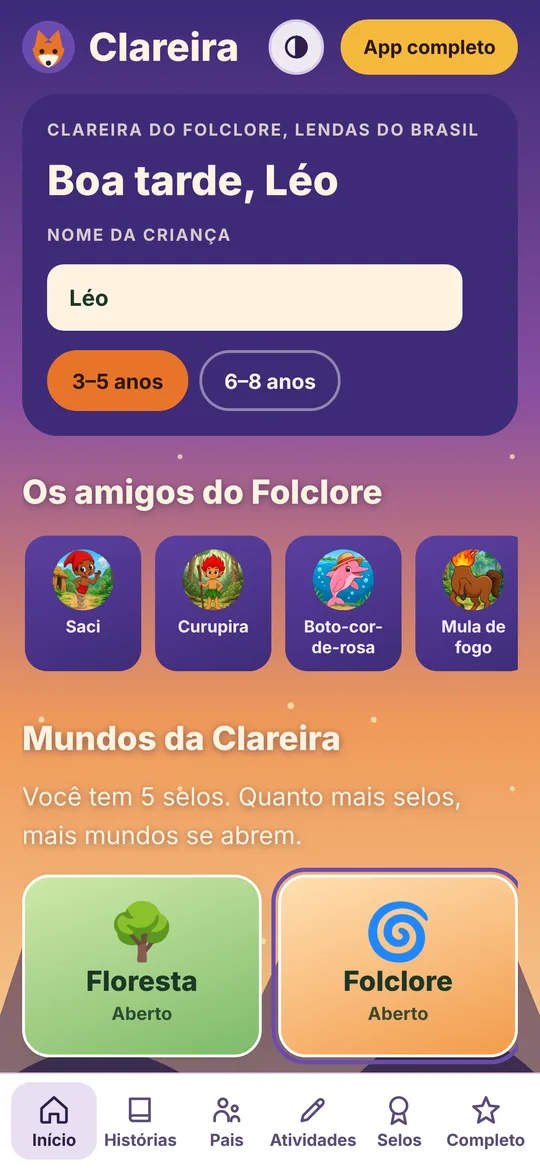 Clareira
App completo
CLAREIRA DO FOLCLORE, LENDAS DO BRASIL
Boa tarde, Léo
NOME DA CRIANÇA
Léo
3–5 anos
6–8 anos
Os amigos do Folclore
Saci
Curupira
Boto-cor-
de-rosa
Mula de
fogo
Mundos da Clareira
Você tem 5 selos. Quanto mais selos,
mais mundos se abrem.
Floresta
Aberto
Folclore
Aberto
Início
Histórias
Pais
Atividades
Selos
Completo